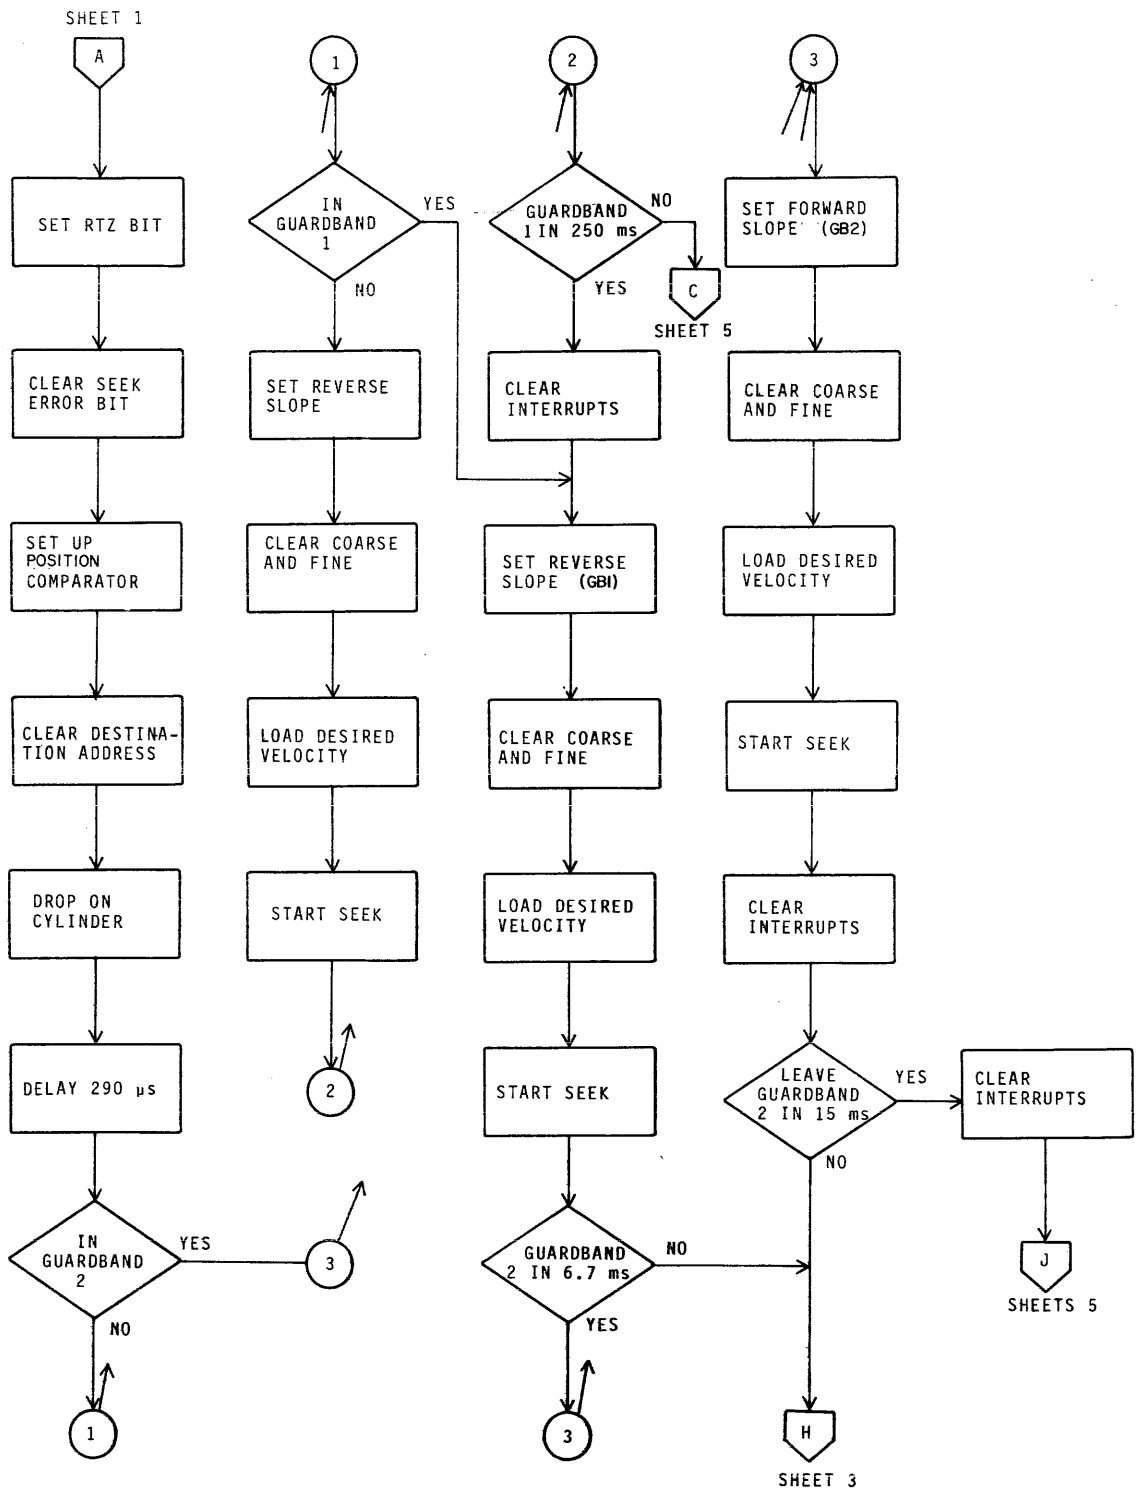 SHEET 1
A
SET RTZ BIT
CLEAR SEEK
ERROR BIT
SET UP
POSITION
COMPARATOR
CLEAR DESTINA-
TION ADDRESS
DROP ON
CYLINDER
DELAY 290 µs
IN
GUARDBAND
2
YES
3
NO
1
1
IN
GUARDBAND
1
YES
NO
SET REVERSE
SLOPE
CLEAR COARSE
AND FINE
LOAD DESIRED
VELOCITY
START SEEK
2
2
GUARDBAND
1 IN 250 ms
NO
C
SHEET 5
YES
CLEAR
INTERRUPTS
SET REVERSE
SLOPE (GB1)
CLEAR COARSE
AND FINE
LOAD DESIRED
VELOCITY
START SEEK
GUARDBAND
2 IN 6.7 ms
NO
YES
3
3
SET FORWARD
SLOPE (GB2)
CLEAR COARSE
AND FINE
LOAD DESIRED
VELOCITY
START SEEK
CLEAR
INTERRUPTS
LEAVE
GUARDBAND
2 IN 15 ms
YES
NO
CLEAR
INTERRUPTS
J
SHEETS 5
H
SHEET 3